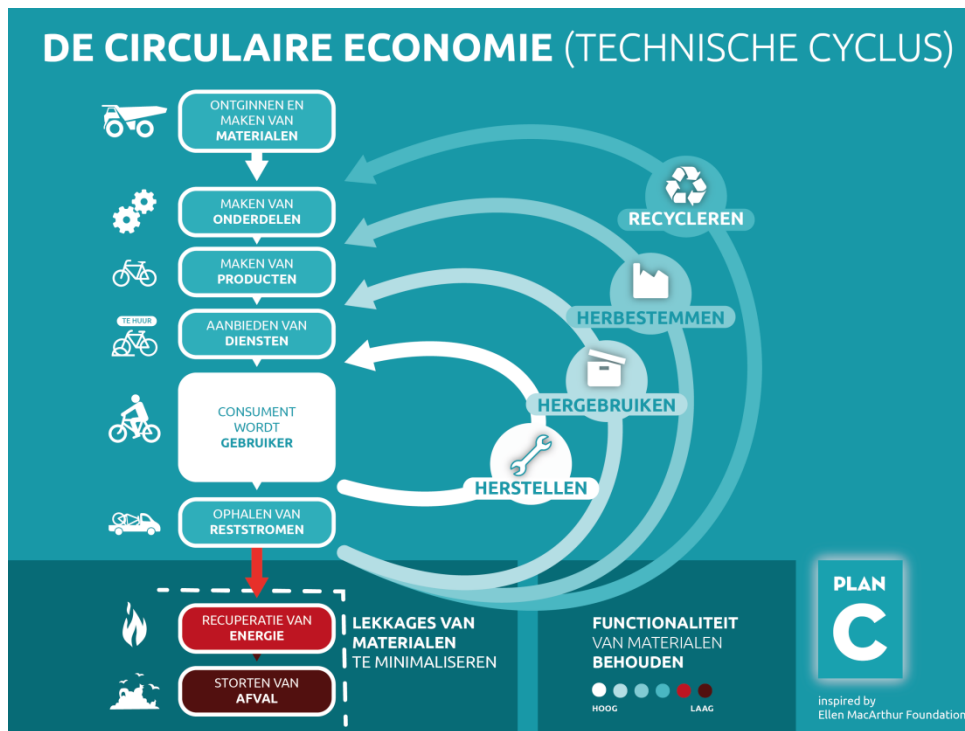 DE CIRCULAIRE ECONOMIE (TECHNISCHE CYCLUS)
ONTGINNEN EN
MAKEN VAN
MATERIALEN
MAKEN VAN
ONDERDELEN
MAKEN VAN
PRODUCTEN
TE HUUR
AANBIEDEN VAN
DIENSTEN
CONSUMENT
WORDT
GEBRUIKER
OPHALEN VAN
RESTSTROMEN
RECYCLEREN
HERBESTEMMEN
HERGEBRUIKEN
HERSTELLEN
RECUPERATIE VAN
ENERGIE
STORTEN VAN
AFVAL
LEKKAGES VAN
MATERIALEN
TE MINIMALISEREN
FUNCTIONALITEIT
VAN MATERIALEN
BEHOUDEN
HOOG LAAG
PLAN
C
inspired by
Ellen MacArthur Foundation